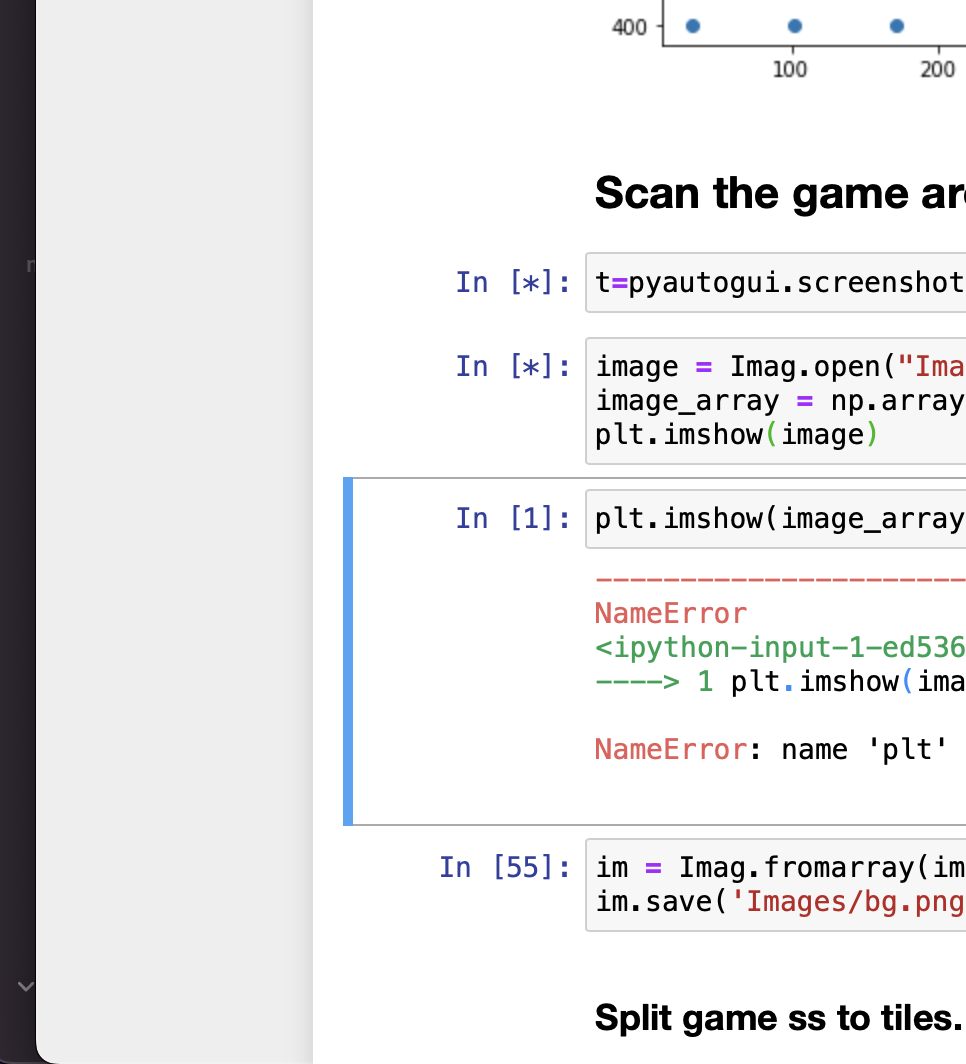 400
100 200
Scan the game
In [*]: t=pyautogui.screenshot
In [*]: image = Imag.open("Ima
image_array = np.array
plt.imshow(image)
In [1]: plt.imshow(image_array
----------------------
NameError
<ipython-input-1-ed536
----> 1 plt.imshow(ima
NameError: name 'plt'
In [55]: im = Imag.fromarray(im
im.save('Images/bg.png
Split game ss to tiles.